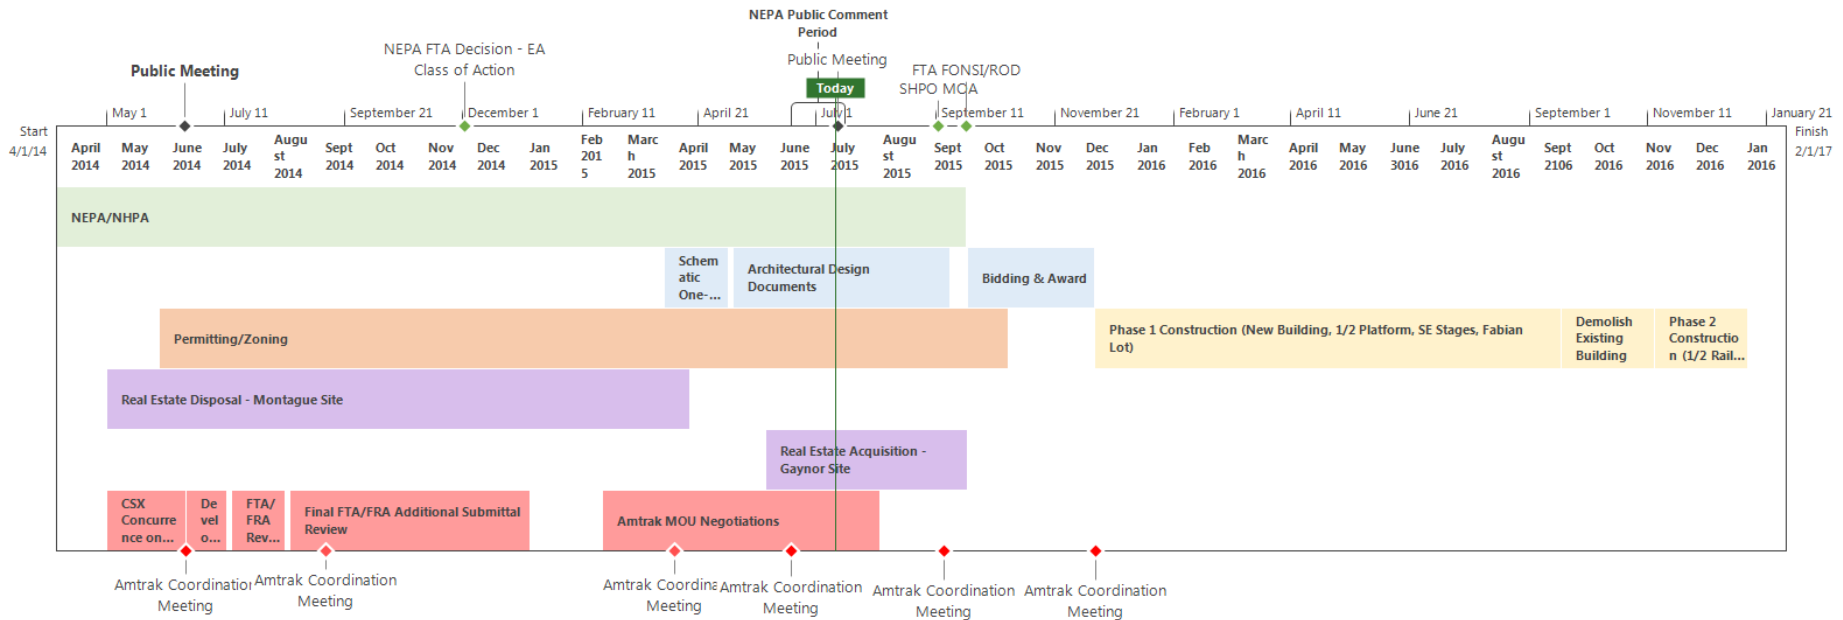 NEPA Public Comment
Period
NEPA FTA Decision - EA
Class of Action
Public Meeting
Public Meeting
FTA FONSI/ROD
SHPO MOA
Today
May 1
July 11
September 21
December 1
February 11
April 21
July 1
September 11
November 21
February 1
April 11
June 21
September 1
November 11
January 21
Start
4/1/14
Finish
2/1/17
April
2014
May
2014
June
2014
July
2014
Augu
st
2014
Sept
2014
Oct
2014
Nov
2014
Dec
2014
Jan
2015
Feb
201
5
Marc
h
2015
April
2015
May
2015
June
2015
July
2015
Augu
st
2015
Sept
2015
Oct
2015
Nov
2015
Dec
2015
Jan
2016
Feb
2016
Marc
h
2016
April
2016
May
2016
June
3016
July
2016
Augu
st
2016
Sept
2106
Oct
2016
Nov
2016
Dec
2016
Jan
2016
NEPA/NHPA
Schem
atic
One-...
Architectural Design
Documents
Bidding & Award
Permitting/Zoning
Phase 1 Construction (New Building, 1/2 Platform, SE Stages, Fabian
Lot)
Demolish
Existing
Building
Phase 2
Constructio
n (1/2 Rail...
Real Estate Disposal - Montague Site
Real Estate Acquisition -
Gaynor Site
CSX
Concurre
nce on...
De
vel
o...
FTA/
FRA
Rev...
Final FTA/FRA Additional Submittal
Review
Amtrak MOU Negotiations
Amtrak Coordination
Meeting
Amtrak Coordination
Meeting
Amtrak Coordina
Meeting
Amtrak Coordination
Meeting
Amtrak Coordination
Meeting
Amtrak Coordination
Meeting